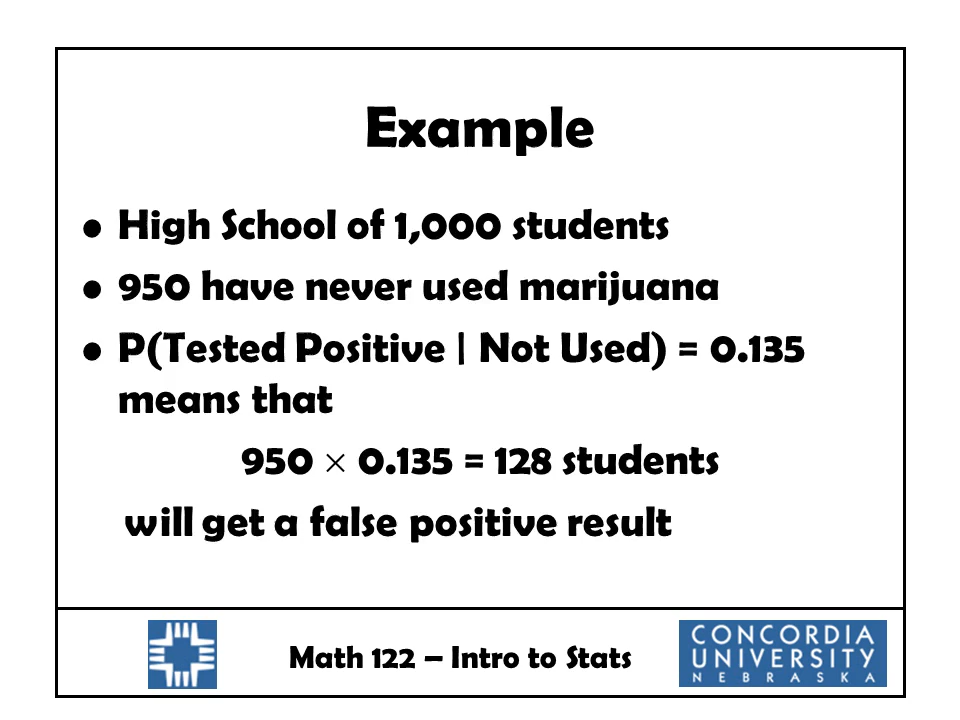 Example
• High School of 1,000 students
• 950 have never used marijuana
• P(Tested Positive | Not Used) = 0.135
means that
950 × 0.135 = 128 students
will get a false positive result
Math 122 – Intro to Stats
CONCORDIA
UNIVERSITY
NEBRASKA